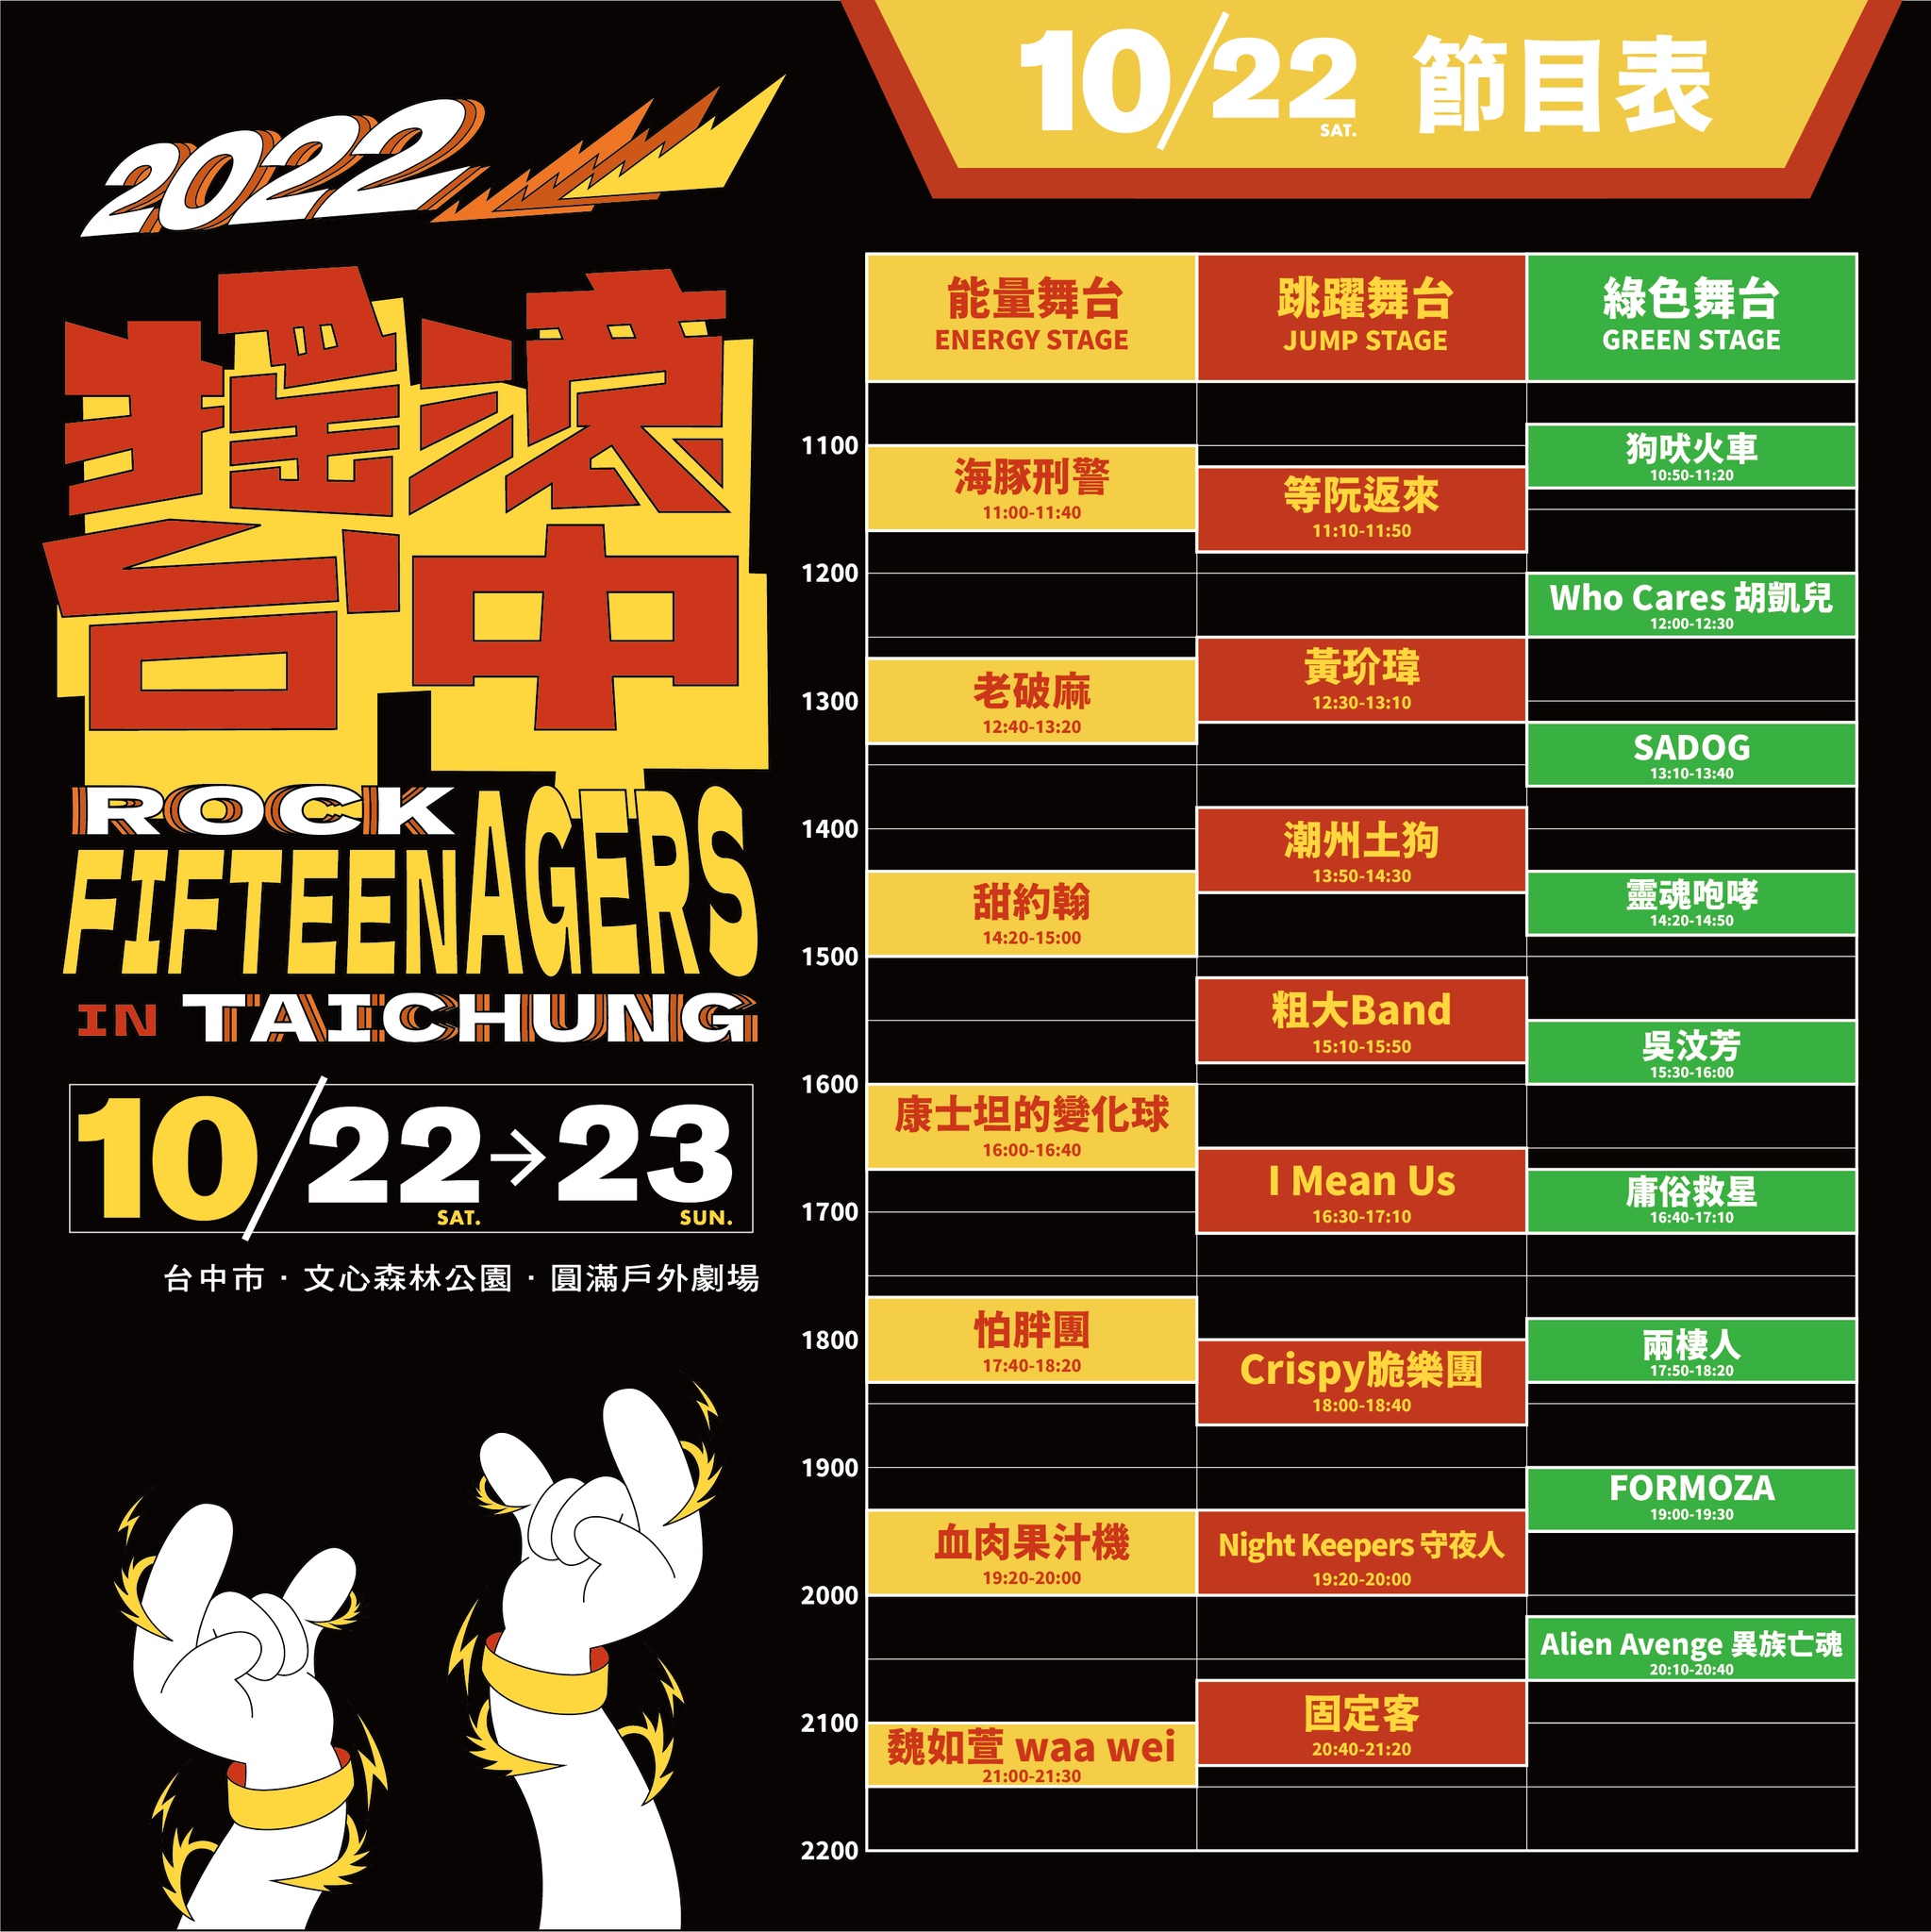 2022
搖滾
台中
ROCK
FIFTEENAGERS
IN TAICHUNG
10/22→23
SAT. SUN.
台中市・文心森林公園・圓滿戶外劇場
10/22 節目表
SAT.
能量舞台
ENERGY STAGE
跳躍舞台
JUMP STAGE
綠色舞台
GREEN STAGE
1100
1200
1300
1400
1500
1600
1700
1800
1900
2000
2100
2200
海豚刑警
11:00-11:40
老破麻
12:40-13:20
甜約翰
14:20-15:00
康士坦的變化球
16:00-16:40
怕胖團
17:40-18:20
血肉果汁機
19:20-20:00
魏如萱 waa wei
21:00-21:30
等阮返來
11:10-11:50
黃玠瑋
12:30-13:10
潮州土狗
13:50-14:30
粗大Band
15:10-15:50
I Mean Us
16:30-17:10
Crispy脆樂團
18:00-18:40
Night Keepers 守夜人
19:20-20:00
固定客
20:40-21:20
狗吠火車
10:50-11:20
Who Cares 胡凱兒
12:00-12:30
SADOG
13:10-13:40
靈魂咆哮
14:20-14:50
吳汶芳
15:30-16:00
庸俗救星
16:40-17:10
兩棲人
17:50-18:20
FORMOZA
19:00-19:30
Alien Avenge 異族亡魂
20:10-20:40